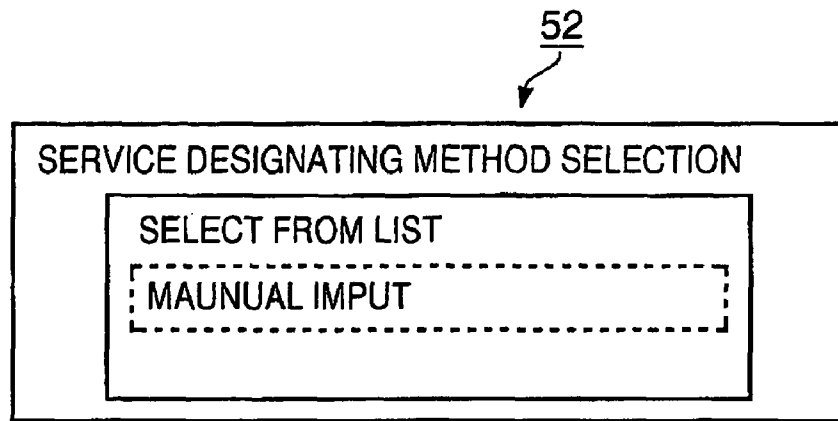 52
SERVICE DESIGNATING METHOD SELECTION
SELECT FROM LIST
MAUNUAL IMPUT